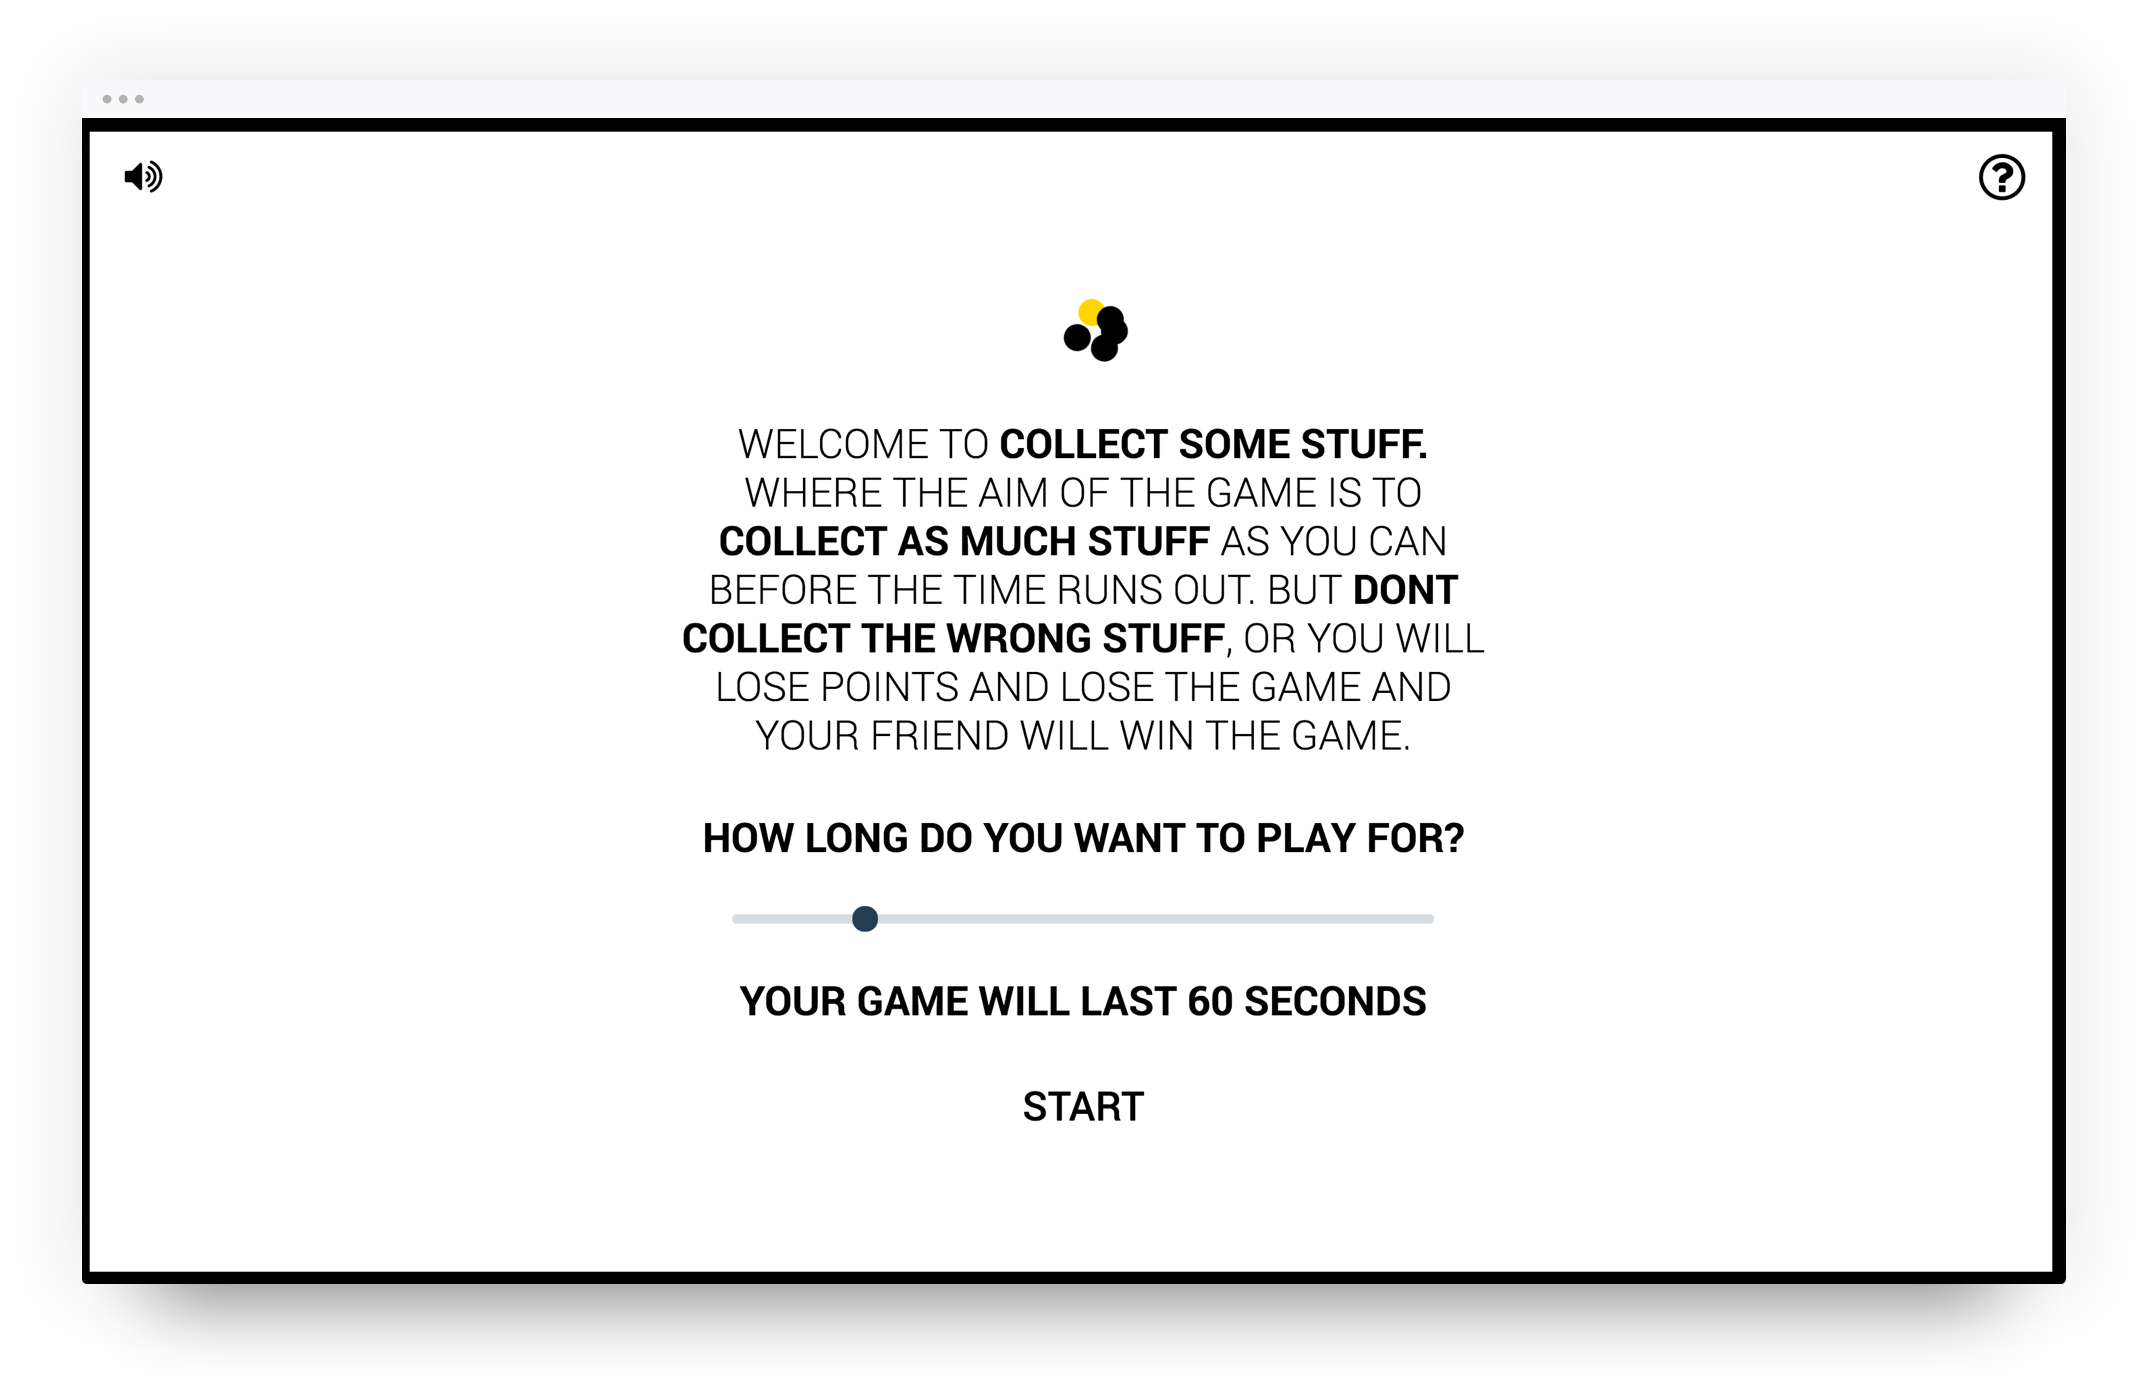 WELCOME TO COLLECT SOME STUFF.
WHERE THE AIM OF THE GAME IS TO
COLLECT AS MUCH STUFF AS YOU CAN
BEFORE THE TIME RUNS OUT. BUT DONT
COLLECT THE WRONG STUFF, OR YOU WILL
LOSE POINTS AND LOSE THE GAME AND
YOUR FRIEND WILL WIN THE GAME.
HOW LONG DO YOU WANT TO PLAY FOR?
YOUR GAME WILL LAST 60 SECONDS
START